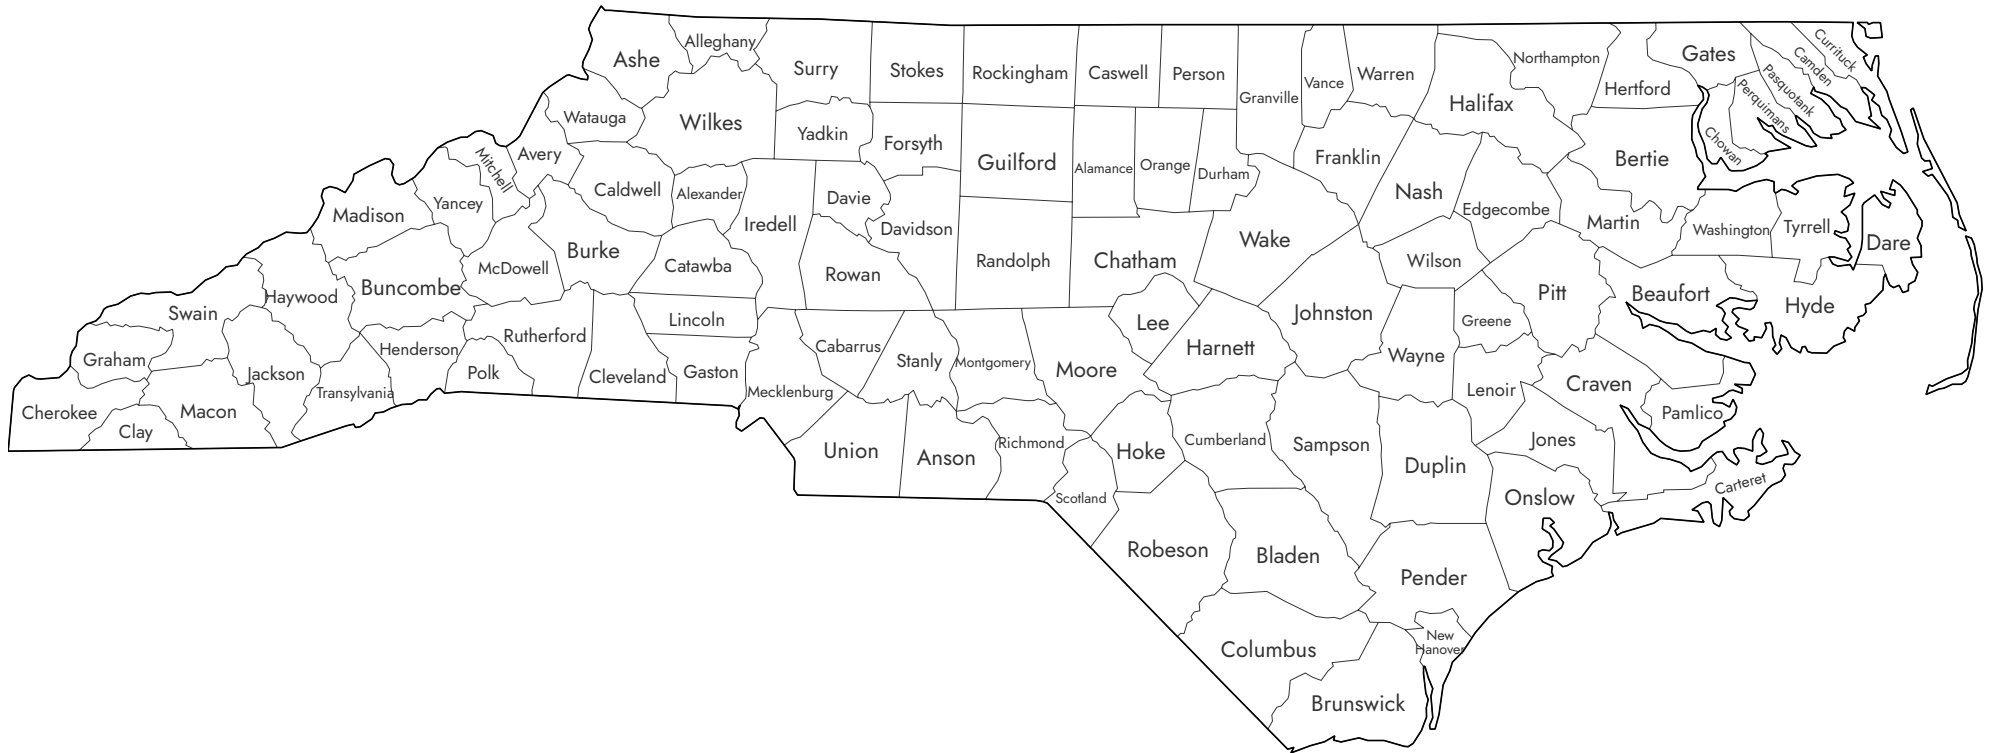 Ashe
Alleghany
Surry
Stokes
Rockingham
Caswell
Person
Granville
Vance
Warren
Halifax
Northampton
Hertford
Gates
Currituck
Camden
Pasquotank
Perquimans
Chowan
Watauga
Wilkes
Yadkin
Forsyth
Guilford
Alamance
Orange
Durham
Franklin
Nash
Edgecombe
Bertie
Martin
Washington
Tyrrell
Dare
Mitchell
Avery
Caldwell
Alexander
Iredell
Davie
Davidson
Randolph
Chatham
Wake
Wilson
Pitt
Beaufort
Hyde
Madison
Yancey
Buncombe
McDowell
Burke
Catawba
Rowan
Lee
Johnston
Greene
Swain
Haywood
Graham
Jackson
Henderson
Rutherford
Polk
Lincoln
Cleveland
Gaston
Mecklenburg
Cabarrus
Stanly
Montgomery
Moore
Harnett
Wayne
Lenoir
Craven
Pamlico
Cherokee
Clay
Macon
Transylvania
Union
Anson
Richmond
Scotland
Hoke
Cumberland
Sampson
Duplin
Jones
Onslow
Carteret
Robeson
Bladen
Pender
New
Hanover
Columbus
Brunswick